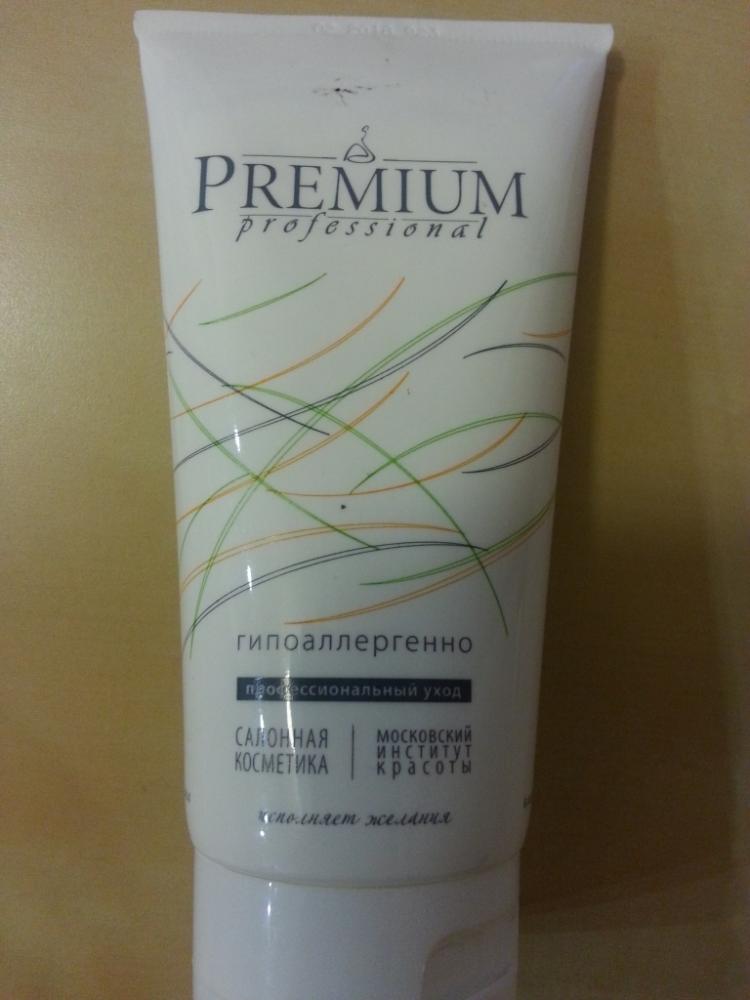 PREMIUM
professional
гипоаллергенно
профессиональный уход
САЛОННАЯ
КОСМЕТИКА
МОСКОВСКИЙ
ИНСТИТУТ
красоты
исполняет желания